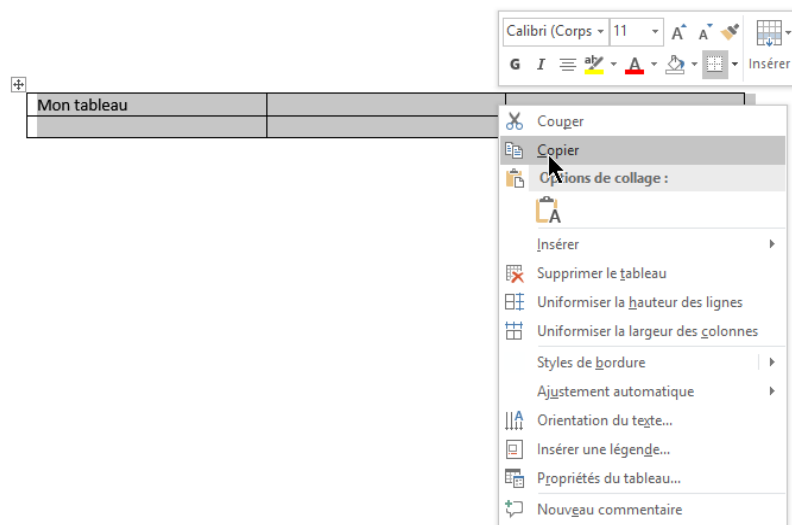 Calibri (Corps 11 A A
G I aby A Insérer
Mon tableau
Couper
Copier
Options de collage :
A
Insérer
Supprimer le tableau
Uniformiser la hauteur des lignes
Uniformiser la largeur des colonnes
Styles de bordure
Ajustement automatique
A Orientation du texte...
Insérer une légende...
Propriétés du tableau...
Nouveau commentaire